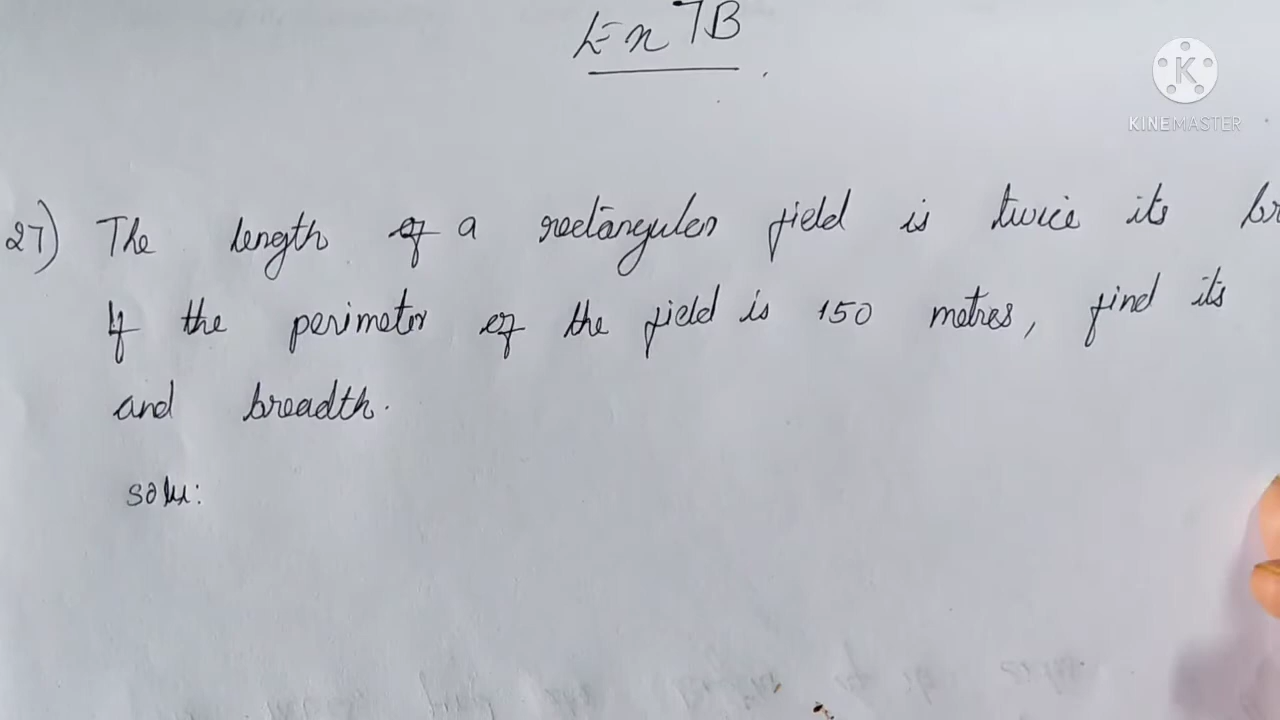 Ex 7B
KINEMASTER
27) The length of a rectangular field is twice its br
If the perimeter of the field is 150 metres, find its
and breadth.
Soln: